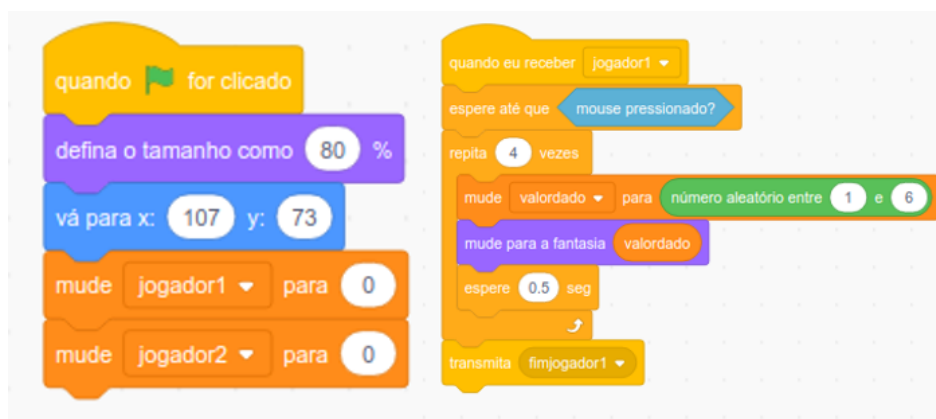 quando for clicado
defina o tamanho como 80 %
vá para x: 107 y: 73
mude jogador1 para 0
mude jogador2 para 0
quando eu receber jogador1
espere até que mouse pressionado?
repita 4 vezes
mude valordado para número aleatório entre 1 e 6
mude para a fantasia valordado
espere 0.5 seg
transmita fimjogador1